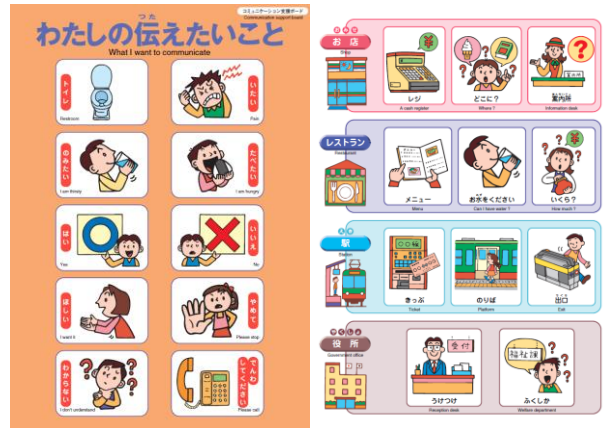 コミュニケーション支援ボード
Communication support board
つた
わたしの伝えたいこと
What I want to communicate
トイレ
Restroom
いたい
Pain
のみたい
I am thirsty
たべたい
I am hungry
はい
Yes
いいえ
No
ほしい
I want it
やめて
Please stop
わからない
I don't understand
でんわしてください
Please call
おみせ
お店
Shop
レジ
A cash register
どこに?
Where ?
案内所
案内所
Information desk
レストラン
Restaurant
メニュー
Menu
お水をください
Can I have water ?
いくら?
How much ?
えき
駅
Station
きっぷ
Ticket
のりば
Platform
出口
Exit
やくしょ
役所
Government office
受付
うけつけ
Reception desk
福祉課
ふくしか
Welfare department